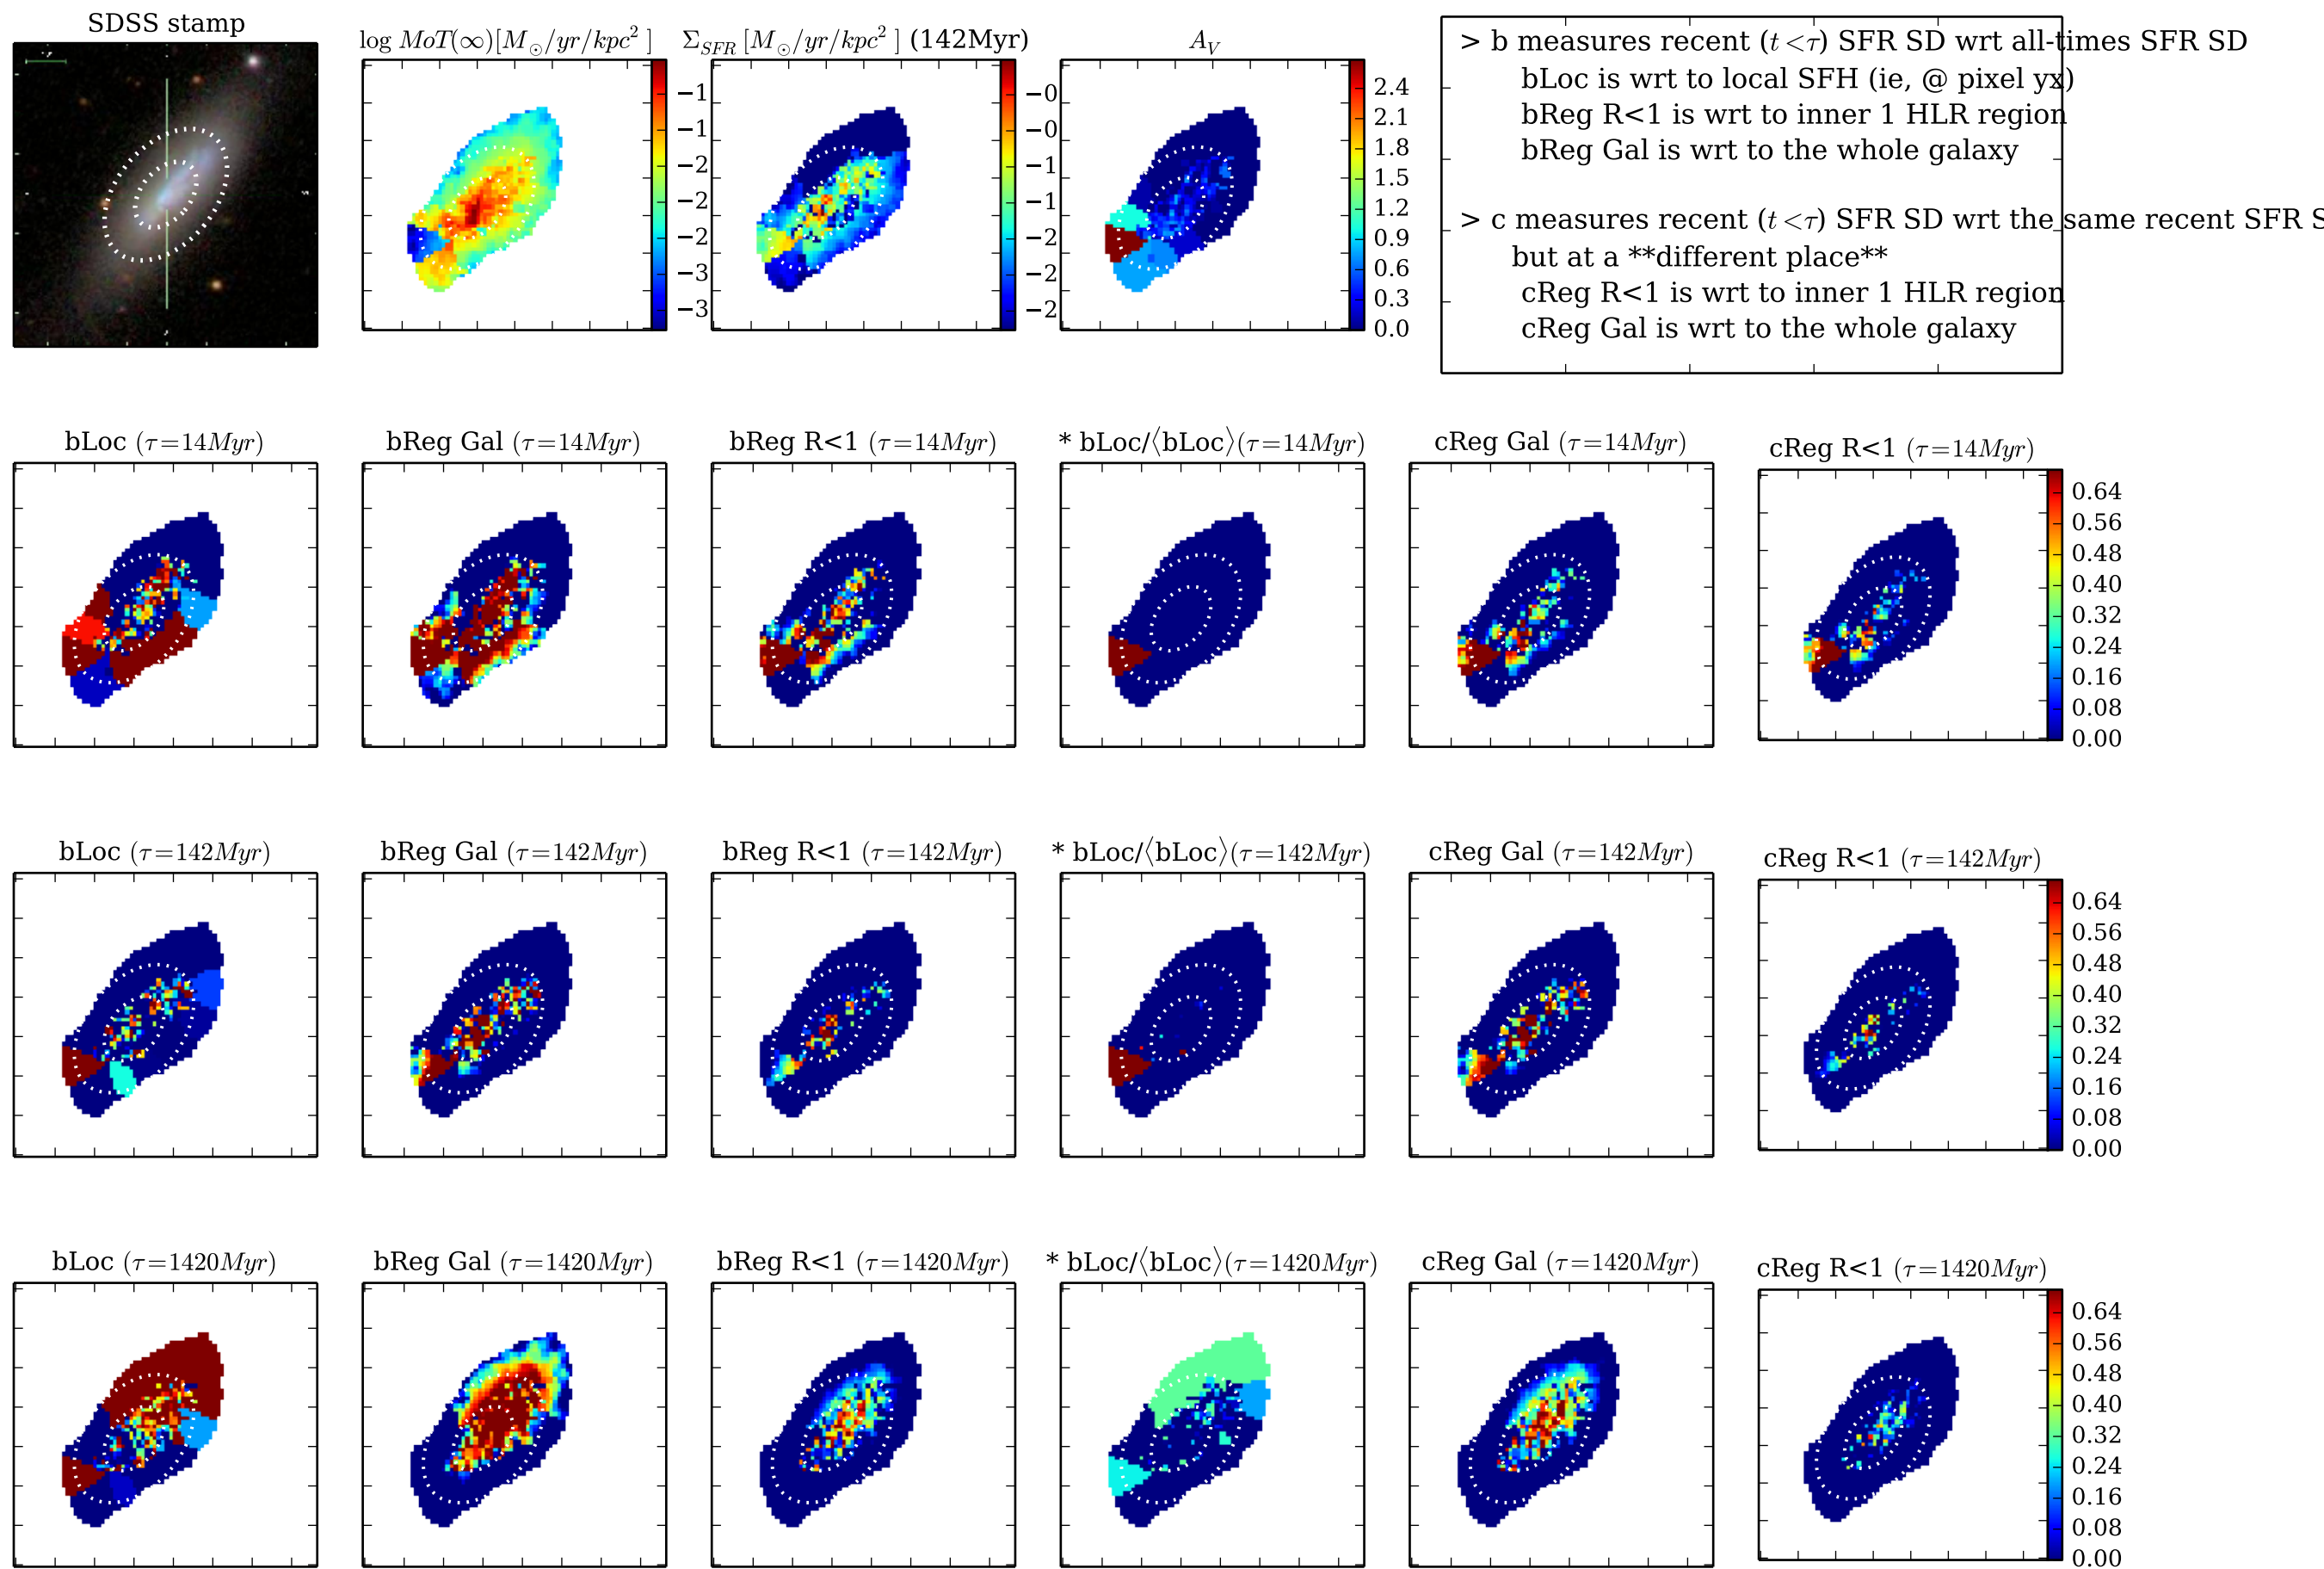 SDSS stamp
log MoT(∞)[M⊙/yr/kpc²]
Σ_SFR [M⊙/yr/kpc²] (142Myr)
A_V
−1
−1
−2
−2
−2
−3
−3
−0
−0
−1
−1
−2
−2
−2
2.4
2.1
1.8
1.5
1.2
0.9
0.6
0.3
0.0
> b measures recent (t<τ) SFR SD wrt all-times SFR SD
bLoc is wrt to local SFH (ie, @ pixel yx)
bReg R<1 is wrt to inner 1 HLR region
bReg Gal is wrt to the whole galaxy
> c measures recent (t<τ) SFR SD wrt the same recent SFR S
but at a **different place**
cReg R<1 is wrt to inner 1 HLR region
cReg Gal is wrt to the whole galaxy
bLoc (τ=14Myr)
bReg Gal (τ=14Myr)
bReg R<1 (τ=14Myr)
* bLoc/⟨bLoc⟩(τ=14Myr)
cReg Gal (τ=14Myr)
cReg R<1 (τ=14Myr)
0.64
0.56
0.48
0.40
0.32
0.24
0.16
0.08
0.00
bLoc (τ=142Myr)
bReg Gal (τ=142Myr)
bReg R<1 (τ=142Myr)
* bLoc/⟨bLoc⟩(τ=142Myr)
cReg Gal (τ=142Myr)
cReg R<1 (τ=142Myr)
0.64
0.56
0.48
0.40
0.32
0.24
0.16
0.08
0.00
bLoc (τ=1420Myr)
bReg Gal (τ=1420Myr)
bReg R<1 (τ=1420Myr)
* bLoc/⟨bLoc⟩(τ=1420Myr)
cReg Gal (τ=1420Myr)
cReg R<1 (τ=1420Myr)
0.64
0.56
0.48
0.40
0.32
0.24
0.16
0.08
0.00